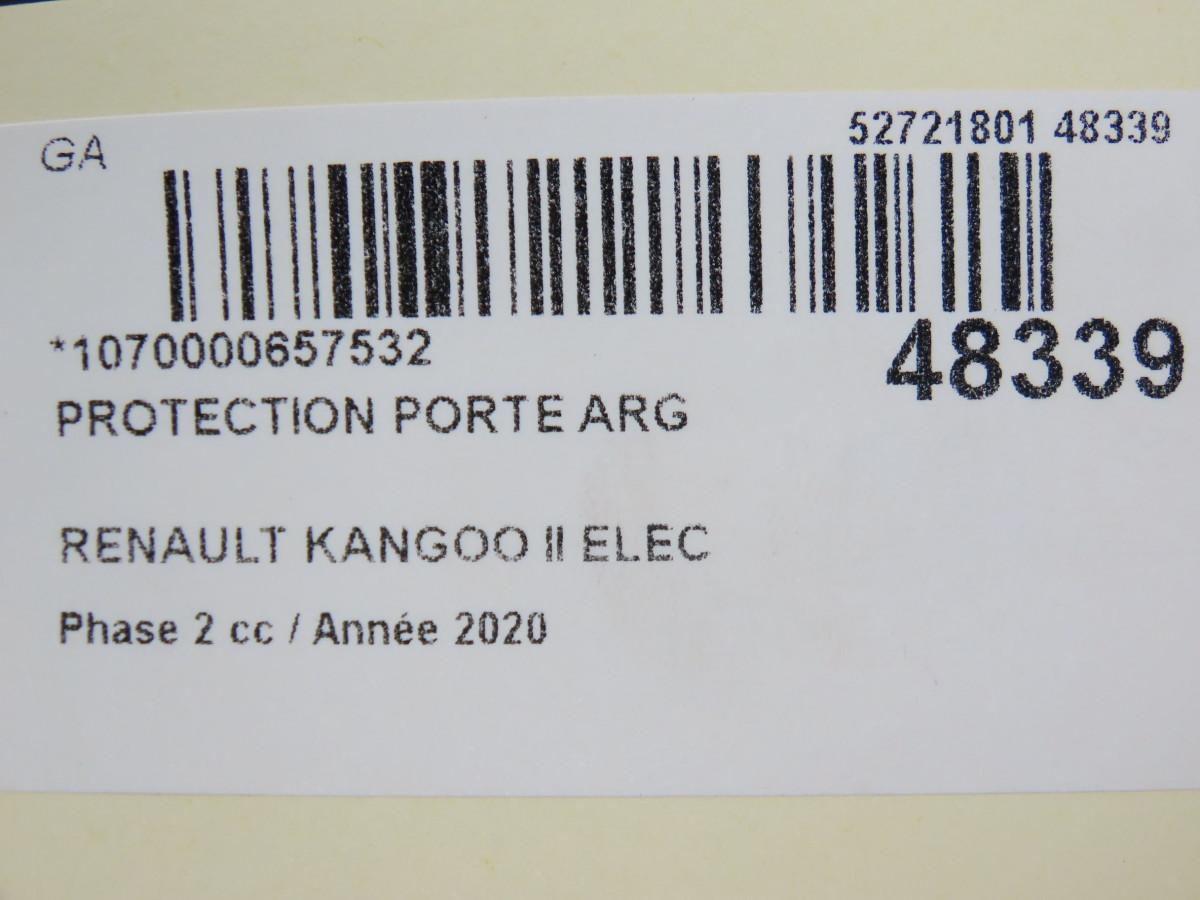 GA
52721801 48339
*1070000657532
48339
PROTECTION PORTE ARG
RENAULT KANGOO II ELEC
Phase 2 cc / Année 2020